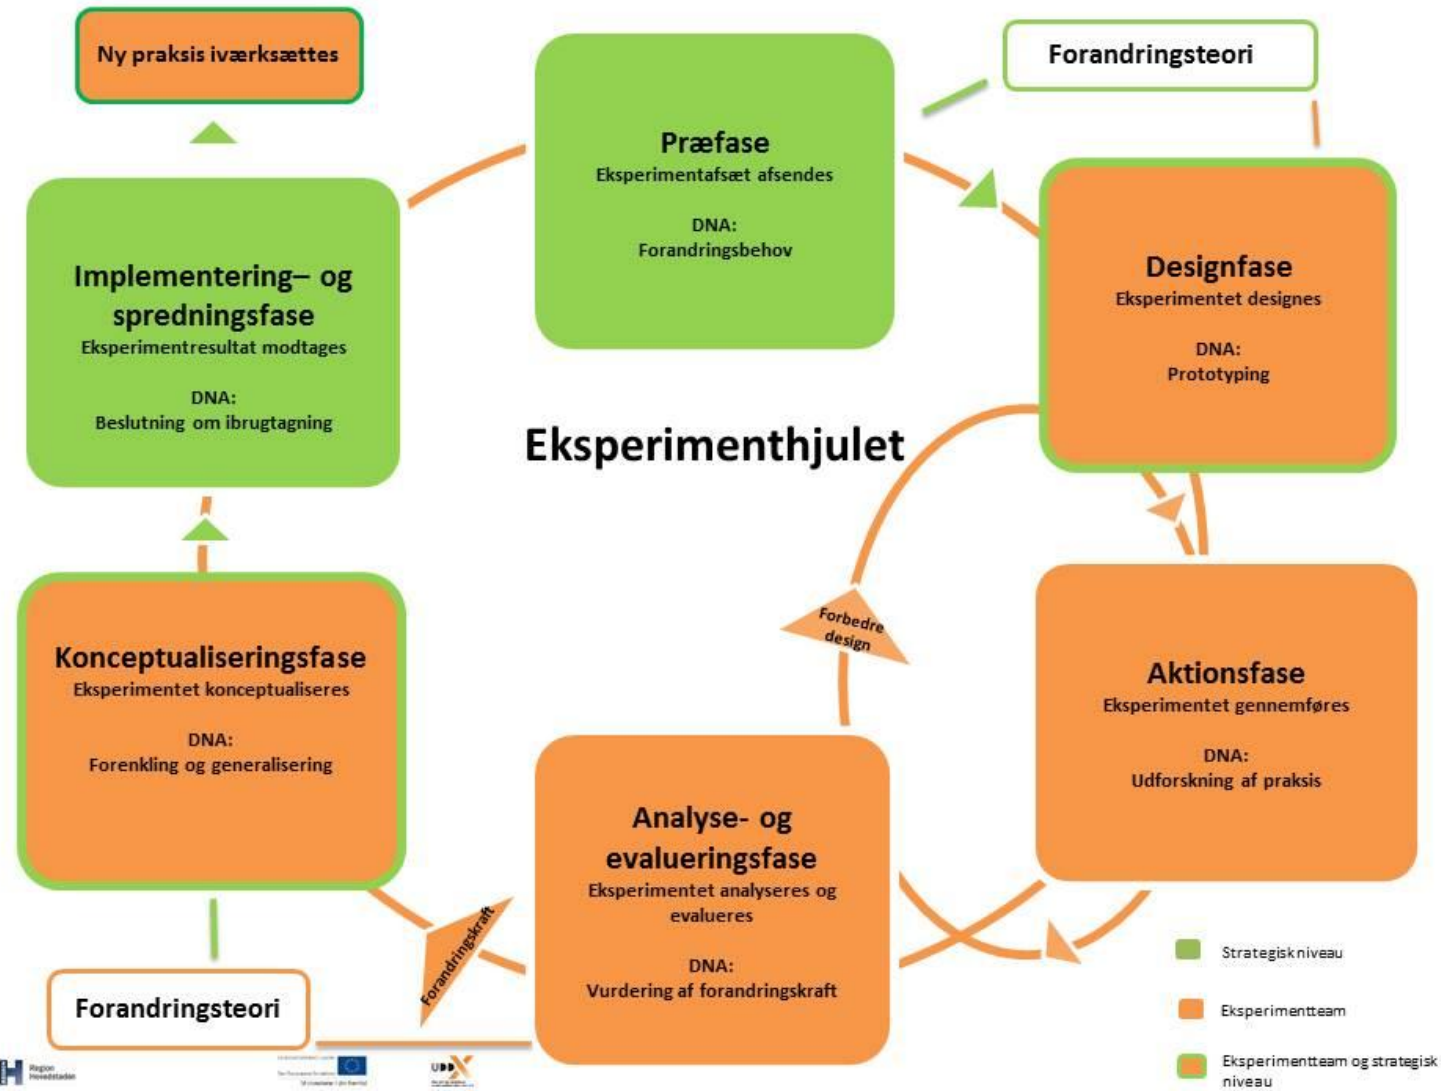 Ny praksis iværksættes
Forandringsteori
Præfase
Eksperimentafsæt afsendes
DNA:
Forandringsbehov
Designfase
Eksperimentet designes
DNA:
Prototyping
Implementering– og
spredningsfase
Eksperimentresultat modtages
DNA:
Beslutning om ibrugtagning
Eksperimenthjulet
Forbedre
design
Konceptualiseringsfase
Eksperimentet konceptualiseres
DNA:
Forenkling og generalisering
Aktionsfase
Eksperimentet gennemføres
DNA:
Udforskning af praksis
Analyse- og
evalueringsfase
Eksperimentet analyseres og
evalueres
DNA:
Vurdering af forandringskraft
Forandringskraft
Forandringsteori
Strategisk niveau
Eksperimentteam
Eksperimentteam og strategisk
niveau
Region
Hovedstaden
UDDX